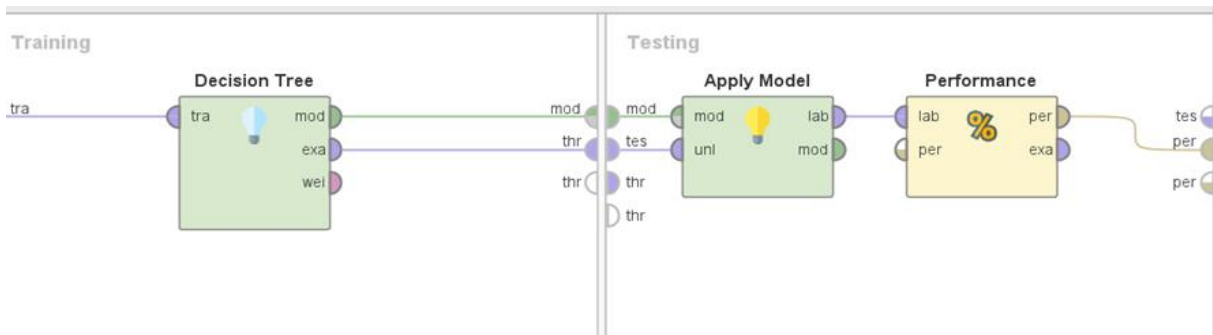 Training
Testing
Decision Tree
Apply Model
Performance
tra
tra
mod
mod
mod
mod
lab
lab
per
tes
exa
thr
tes
unl
mod
per
exa
per
wei
thr
thr
per
thr